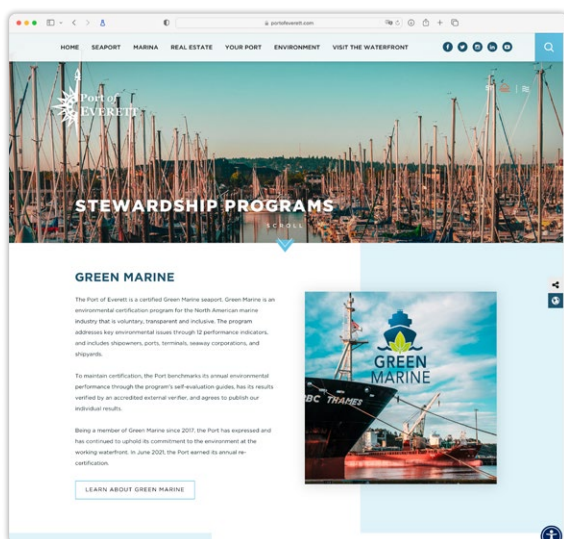 portofeverett.com
HOME SEAPORT MARINA REAL ESTATE YOUR PORT ENVIRONMENT VISIT THE WATERFRONT
Port of
EVERETT
STEWARDSHIP PROGRAMS
SCROLL
GREEN MARINE
The Port of Everett is a certified Green Marine seaport. Green Marine is an
environmental certification program for the North American marine
industry that is voluntary, transparent and inclusive. The program
addresses key environmental issues through 12 performance indicators,
and includes shipowners, ports, terminals, seaway corporations, and
shipyards.
To maintain certification, the Port benchmarks its annual environmental
performance through the program's self-evaluation guides, has its results
verified by an accredited external verifier, and agrees to publish our
individual results.
Being a member of Green Marine since 2017, the Port has expressed and
has continued to uphold its commitment to the environment at the
working waterfront. In June 2021, the Port earned its annual re-
certification.
LEARN ABOUT GREEN MARINE
GREEN
MARINE
RBC THAMES